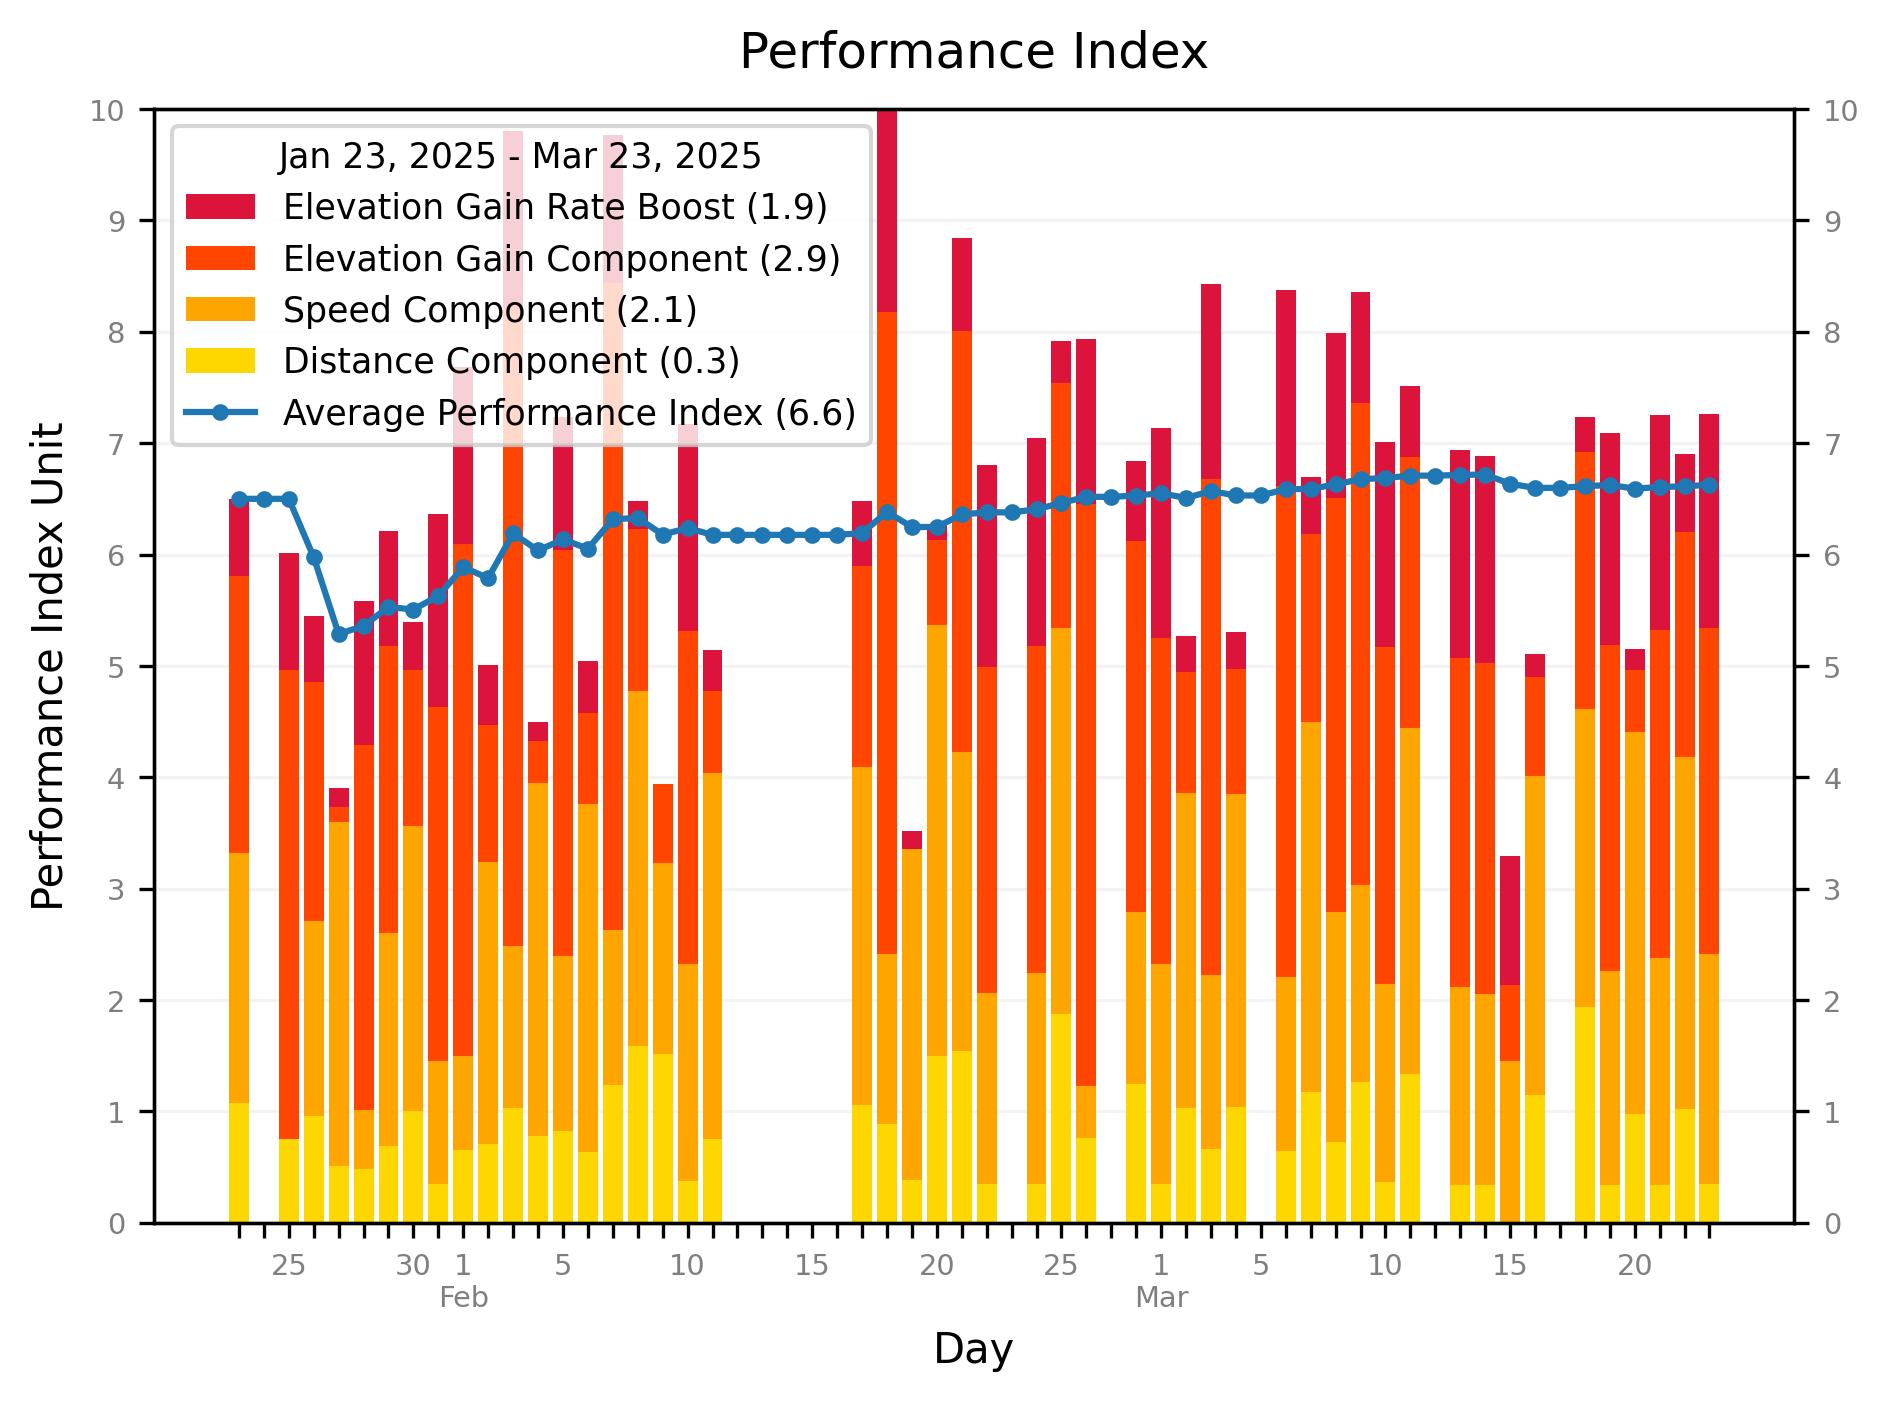 Performance Index
Jan 23, 2025 - Mar 23, 2025
Elevation Gain Rate Boost (1.9)
Elevation Gain Component (2.9)
Speed Component (2.1)
Distance Component (0.3)
Average Performance Index (6.6)
Performance Index Unit
10 10
9 9
8 8
7 7
6 6
5 5
4 4
3 3
2 2
1 1
0 0
25 30 1 5 10 15 20 25 1 5 10 15 20
Feb Mar
Day